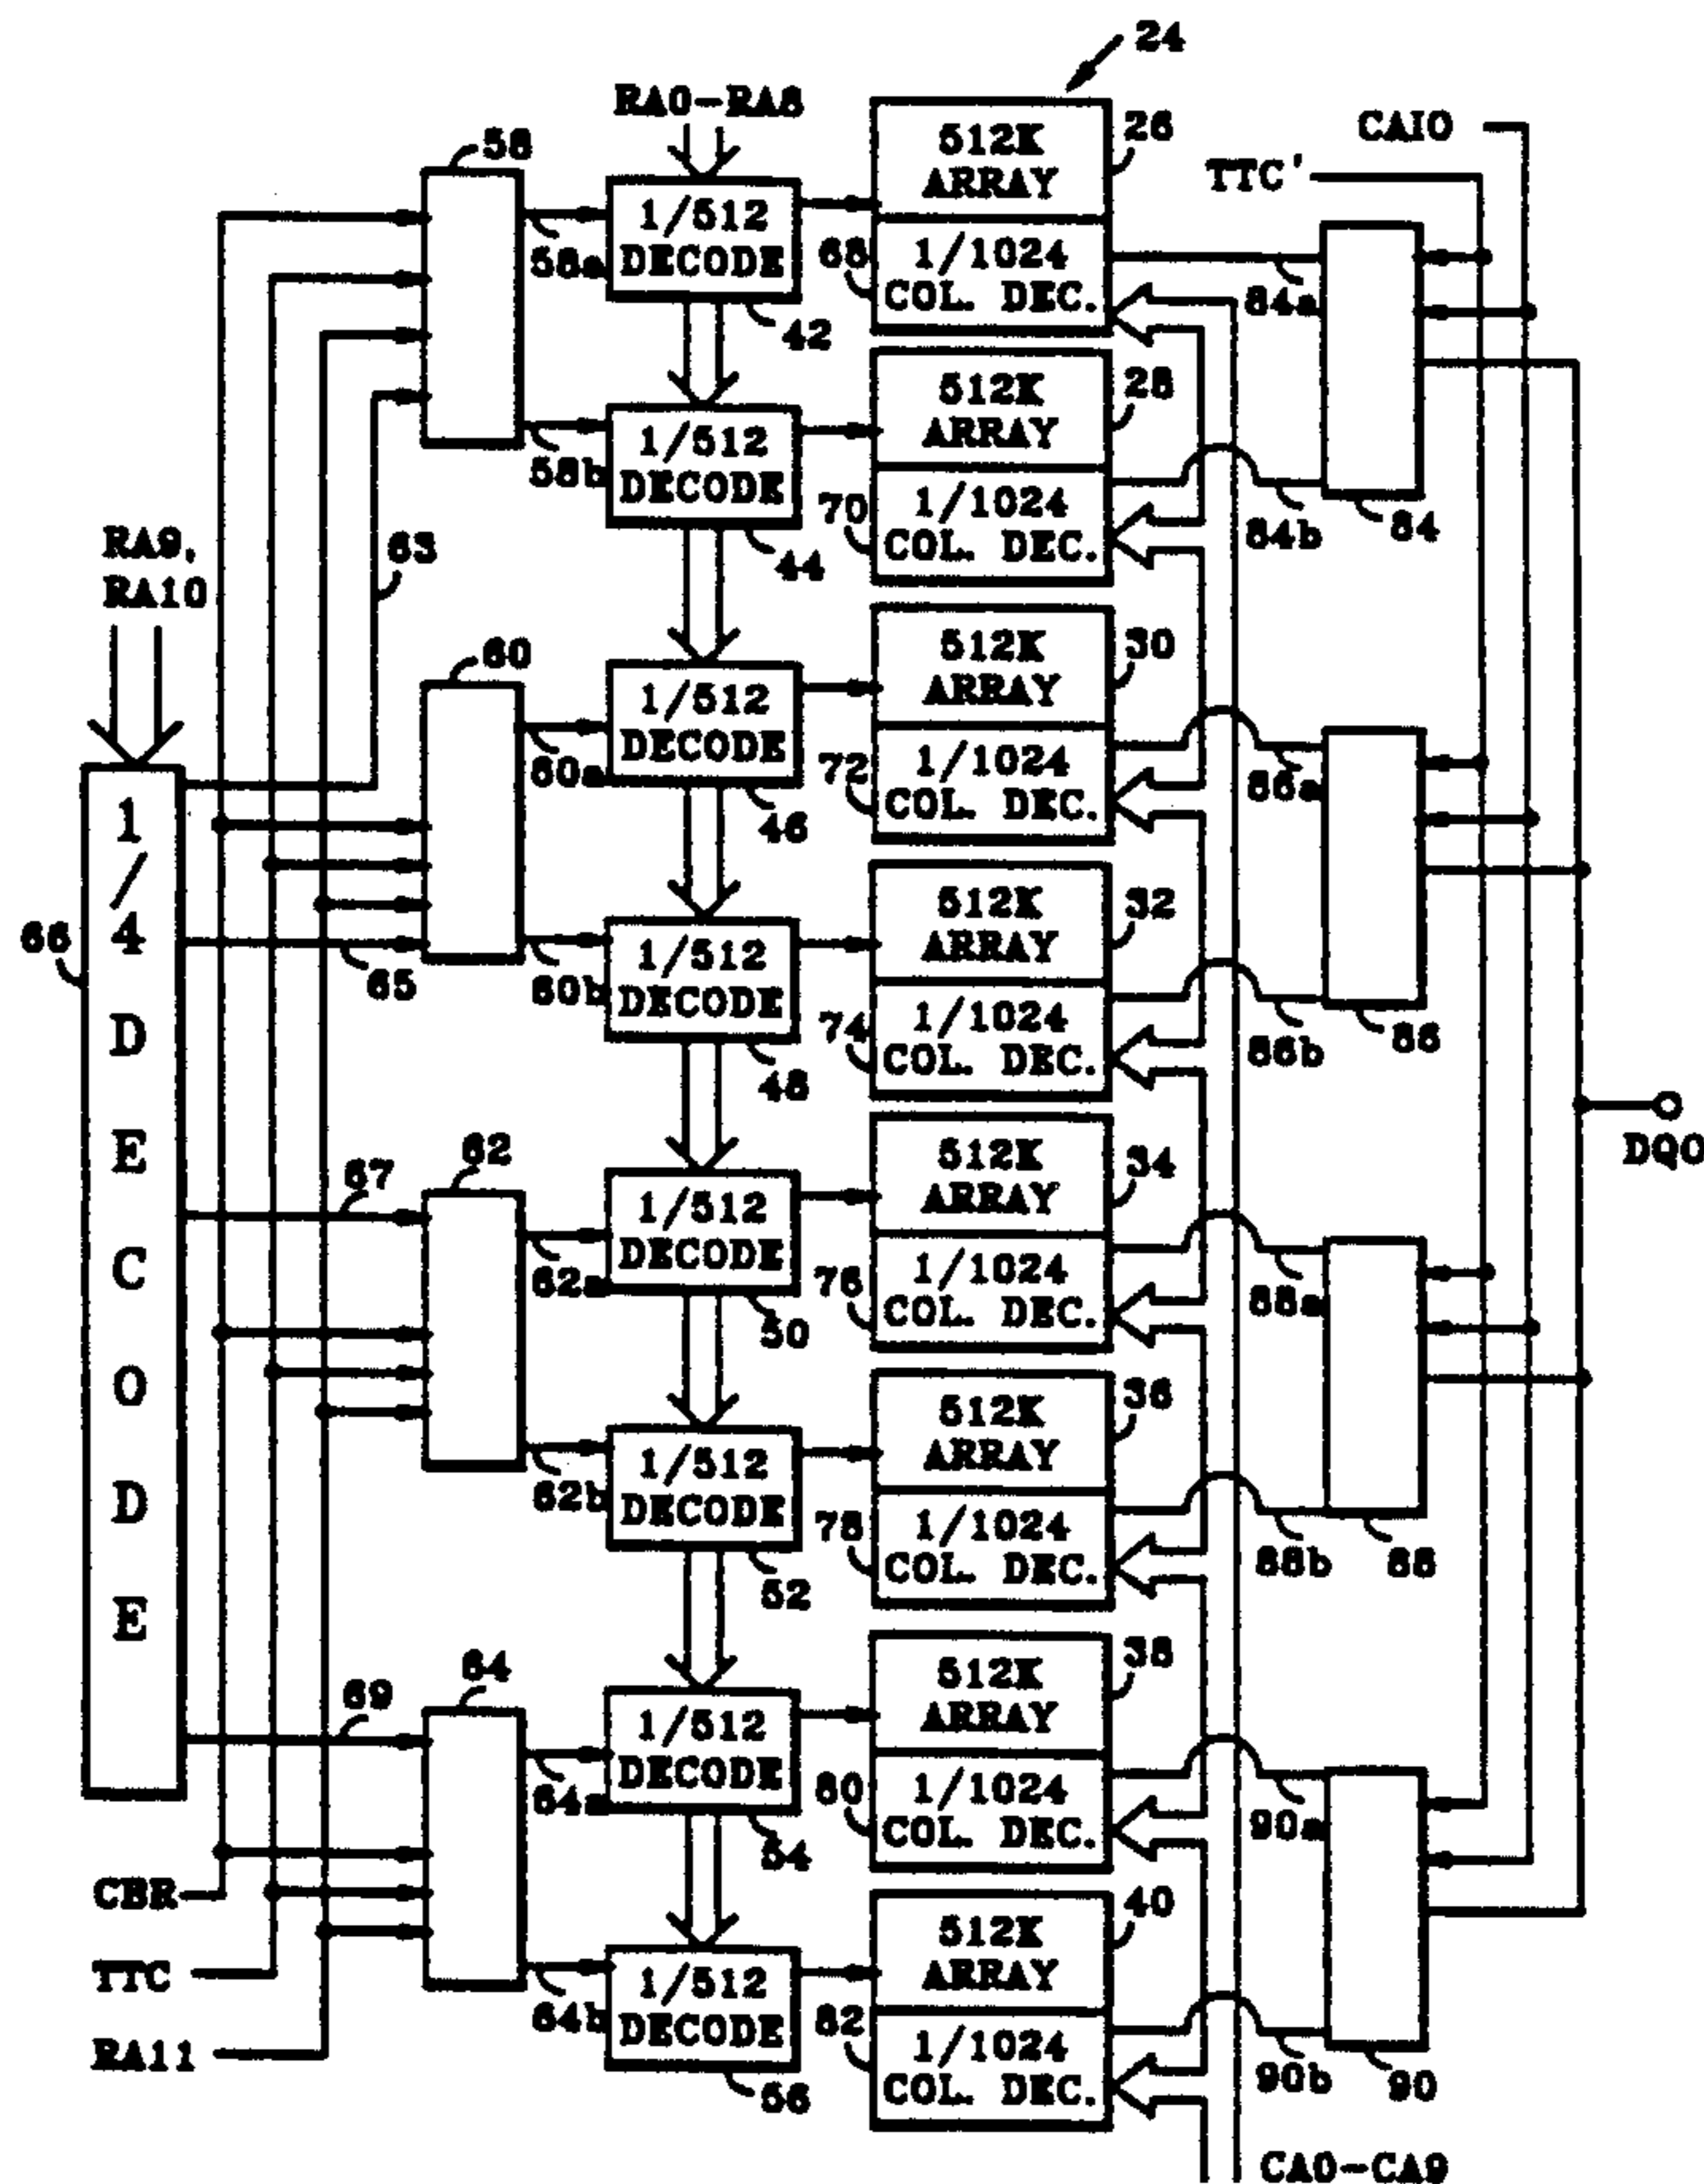 24
RA0-RA8
26
CAIO
58
512K
ARRAY
TTC'
1/512
DECODE
58a
68
1/1024
COL. DEC.
84a
42
28
512K
ARRAY
1/512
DECODE
58b
70
1/1024
COL. DEC.
84b
84
RA9,
RA10
63
44
30
60
512K
ARRAY
1/512
DECODE
60a
72
1/1024
COL. DEC.
86a
46
1/4 DECODE
66
32
512K
ARRAY
1/512
DECODE
65
60b
74
1/1024
COL. DEC.
86b
86
48
DQ0
62
34
512K
ARRAY
67
1/512
DECODE
62a
76
1/1024
COL. DEC.
88a
50
36
512K
ARRAY
1/512
DECODE
62b
78
1/1024
COL. DEC.
88b
88
52
38
64
512K
ARRAY
69
1/512
DECODE
64a
80
1/1024
COL. DEC.
90a
54
CBR
40
512K
ARRAY
TTC
1/512
DECODE
64b
82
1/1024
COL. DEC.
90b
90
RA11
56
CA0-CA9